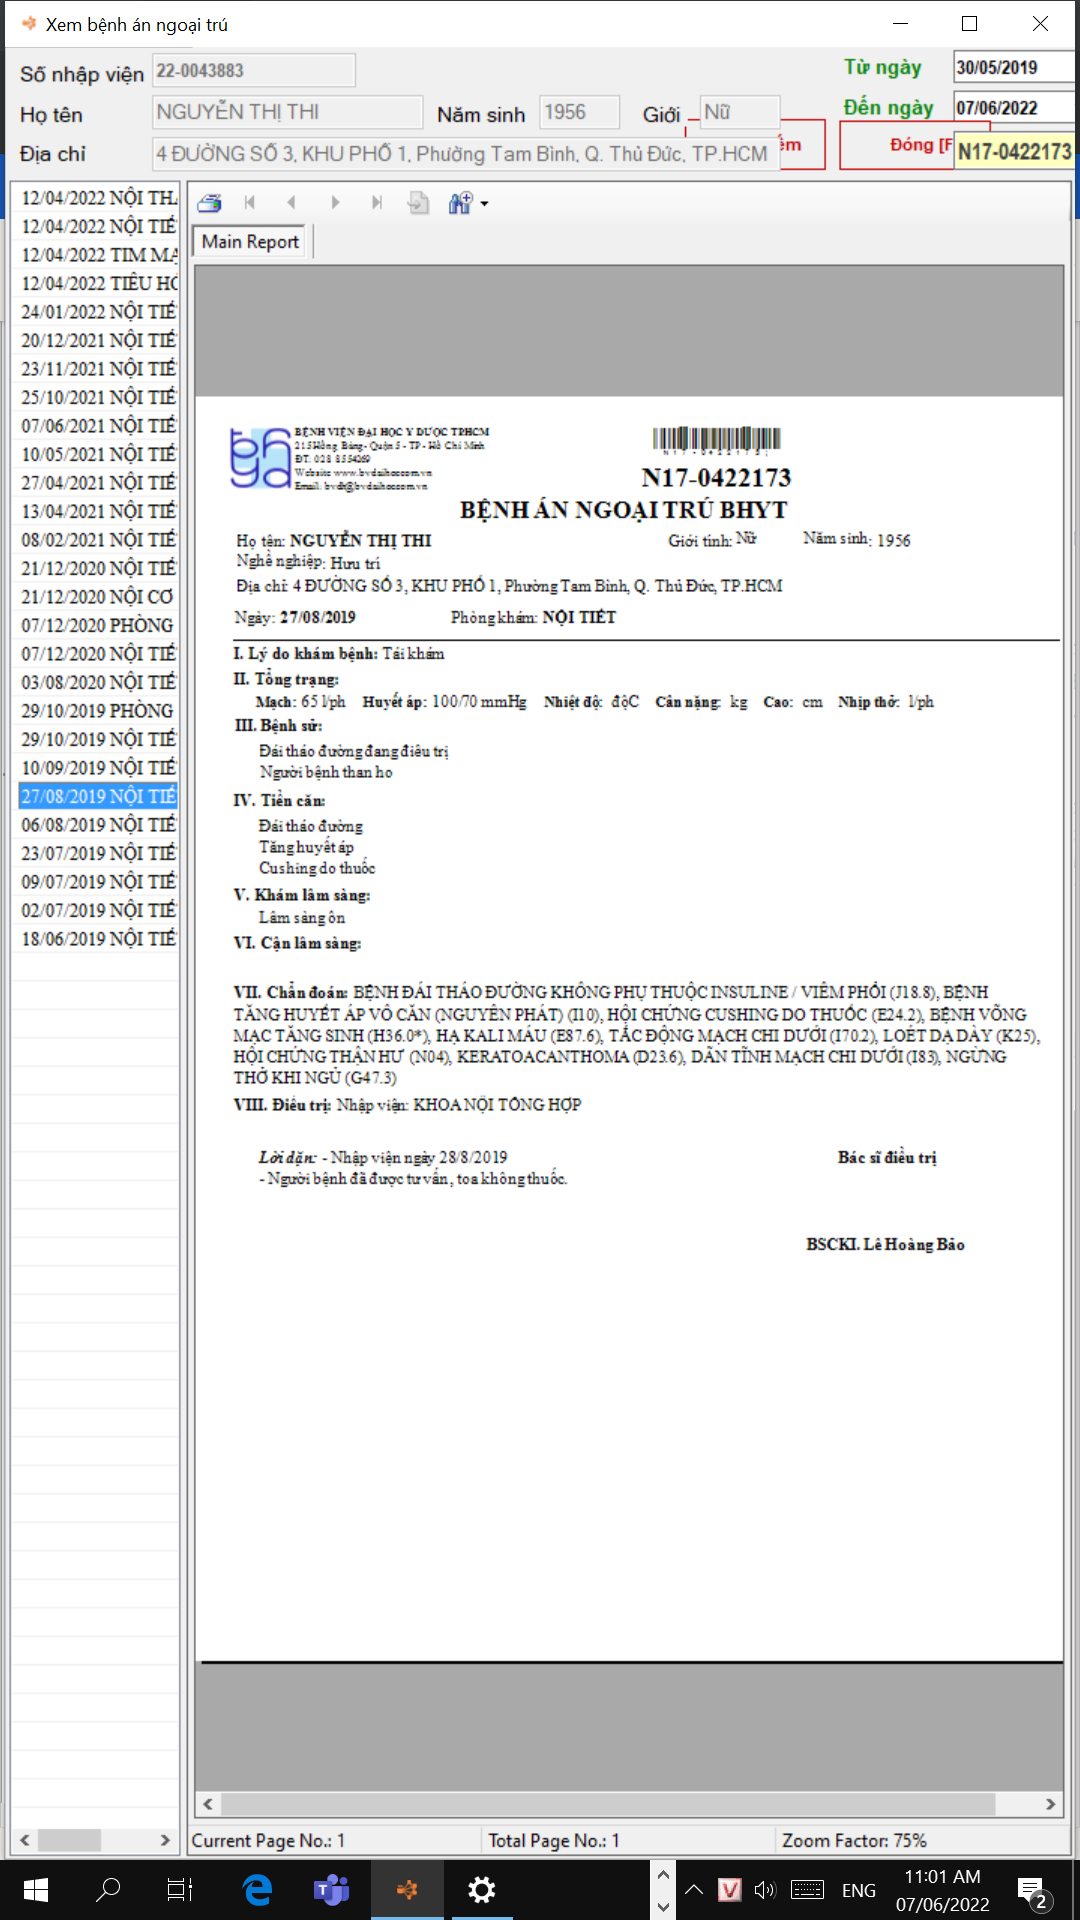 Xem bệnh án ngoại trú
Số nhập viện 22-0043883
Từ ngày 30/05/2019
Họ tên NGUYỄN THỊ THI Năm sinh 1956 Giới Nữ
Đến ngày 07/06/2022
Địa chỉ 4 ĐƯỜNG SỐ 3, KHU PHỐ 1, Phường Tam Bình, Q. Thủ Đức, TP.HCM
Đóng [F N17-0422173
12/04/2022 NỘI THẬ
12/04/2022 NỘI TIẾ
12/04/2022 TIM MẠ
12/04/2022 TIÊU HÓ
24/01/2022 NỘI TIẾ
20/12/2021 NỘI TIẾ
23/11/2021 NỘI TIẾ
25/10/2021 NỘI TIẾ
07/06/2021 NỘI TIẾ
10/05/2021 NỘI TIẾ
27/04/2021 NỘI TIẾ
13/04/2021 NỘI TIẾ
08/02/2021 NỘI TIẾ
21/12/2020 NỘI TIẾ
21/12/2020 NỘI CƠ
07/12/2020 PHÒNG
07/12/2020 NỘI TIẾ
03/08/2020 NỘI TIẾ
29/10/2019 PHÒNG
29/10/2019 NỘI TIẾ
10/09/2019 NỘI TIẾ
27/08/2019 NỘI TIẾ
06/08/2019 NỘI TIẾ
23/07/2019 NỘI TIẾ
09/07/2019 NỘI TIẾ
02/07/2019 NỘI TIẾ
18/06/2019 NỘI TIẾ
Main Report
BỆNH VIỆN ĐẠI HỌC Y DƯỢC TPHCM
215 Hồng Bàng - Quận 5 - TP - Hồ Chí Minh
ĐT: 028 8554269
Website www.bvdaihoccom.vn
Email: bvdh@bvdaihoccom.vn
N17-0422173
BỆNH ÁN NGOẠI TRÚ BHYT
Họ tên: NGUYỄN THỊ THI Giới tính: Nữ Năm sinh: 1956
Nghề nghiệp: Hưu trí
Địa chỉ: 4 ĐƯỜNG SỐ 3, KHU PHỐ 1, Phường Tam Bình, Q. Thủ Đức, TP.HCM
Ngày: 27/08/2019 Phòng khám: NỘI TIẾT
I. Lý do khám bệnh: Tái khám
II. Tổng trạng:
Mạch: 65 l/ph Huyết áp: 100/70 mmHg Nhiệt độ: độC Cân nặng: kg Cao: cm Nhịp thở: l/ph
III. Bệnh sử:
Đái tháo đường đang điều trị
Người bệnh than ho
IV. Tiền căn:
Đái tháo đường
Tăng huyết áp
Cushing do thuốc
V. Khám lâm sàng:
Lâm sàng ổn
VI. Cận lâm sàng:
VII. Chẩn đoán: BỆNH ĐÁI THÁO ĐƯỜNG KHÔNG PHỤ THUỘC INSULINE / VIÊM PHỔI (J18.8), BỆNH
TĂNG HUYẾT ÁP VÔ CĂN (NGUYÊN PHÁT) (I10), HỘI CHỨNG CUSHING DO THUỐC (E24.2), BỆNH VÕNG
MẠC TĂNG SINH (H36.0*), HẠ KALI MÁU (E87.6), TẮC ĐỘNG MẠCH CHI DƯỚI (I70.2), LOÉT DẠ DÀY (K25),
HỘI CHỨNG THẬN HƯ (N04), KERATOACANTHOMA (D23.6), DÃN TĨNH MẠCH CHI DƯỚI (I83), NGỪNG
THỞ KHI NGỦ (G47.3)
VIII. Điều trị: Nhập viện: KHOA NỘI TỔNG HỢP
Lời dặn: - Nhập viện ngày 28/8/2019
- Người bệnh đã được tư vấn, toa không thuốc.
Bác sĩ điều trị
BSCKI. Lê Hoàng Bảo
Current Page No.: 1 Total Page No.: 1 Zoom Factor: 75%
ENG 11:01 AM
07/06/2022
2